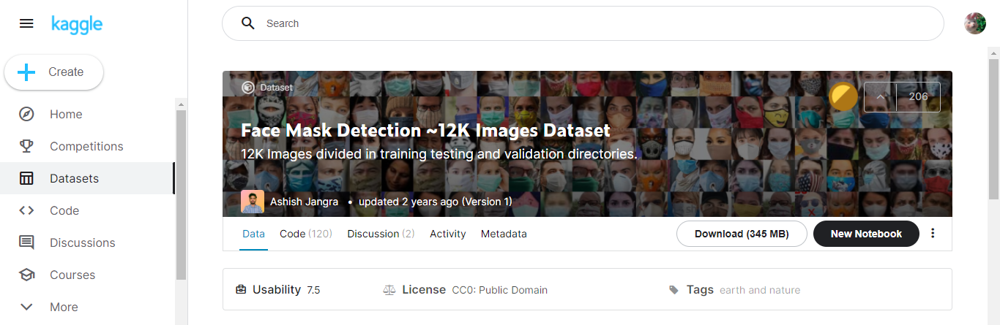 kaggle
Search
Create
Home
Competitions
Datasets
Code
Discussions
Courses
More
Dataset
206
Face Mask Detection ~12K Images Dataset
12K Images divided in training testing and validation directories.
Ashish Jangra • updated 2 years ago (Version 1)
Data Code (120) Discussion (2) Activity Metadata Download (345 MB) New Notebook
Usability 7.5 License CC0: Public Domain Tags earth and nature